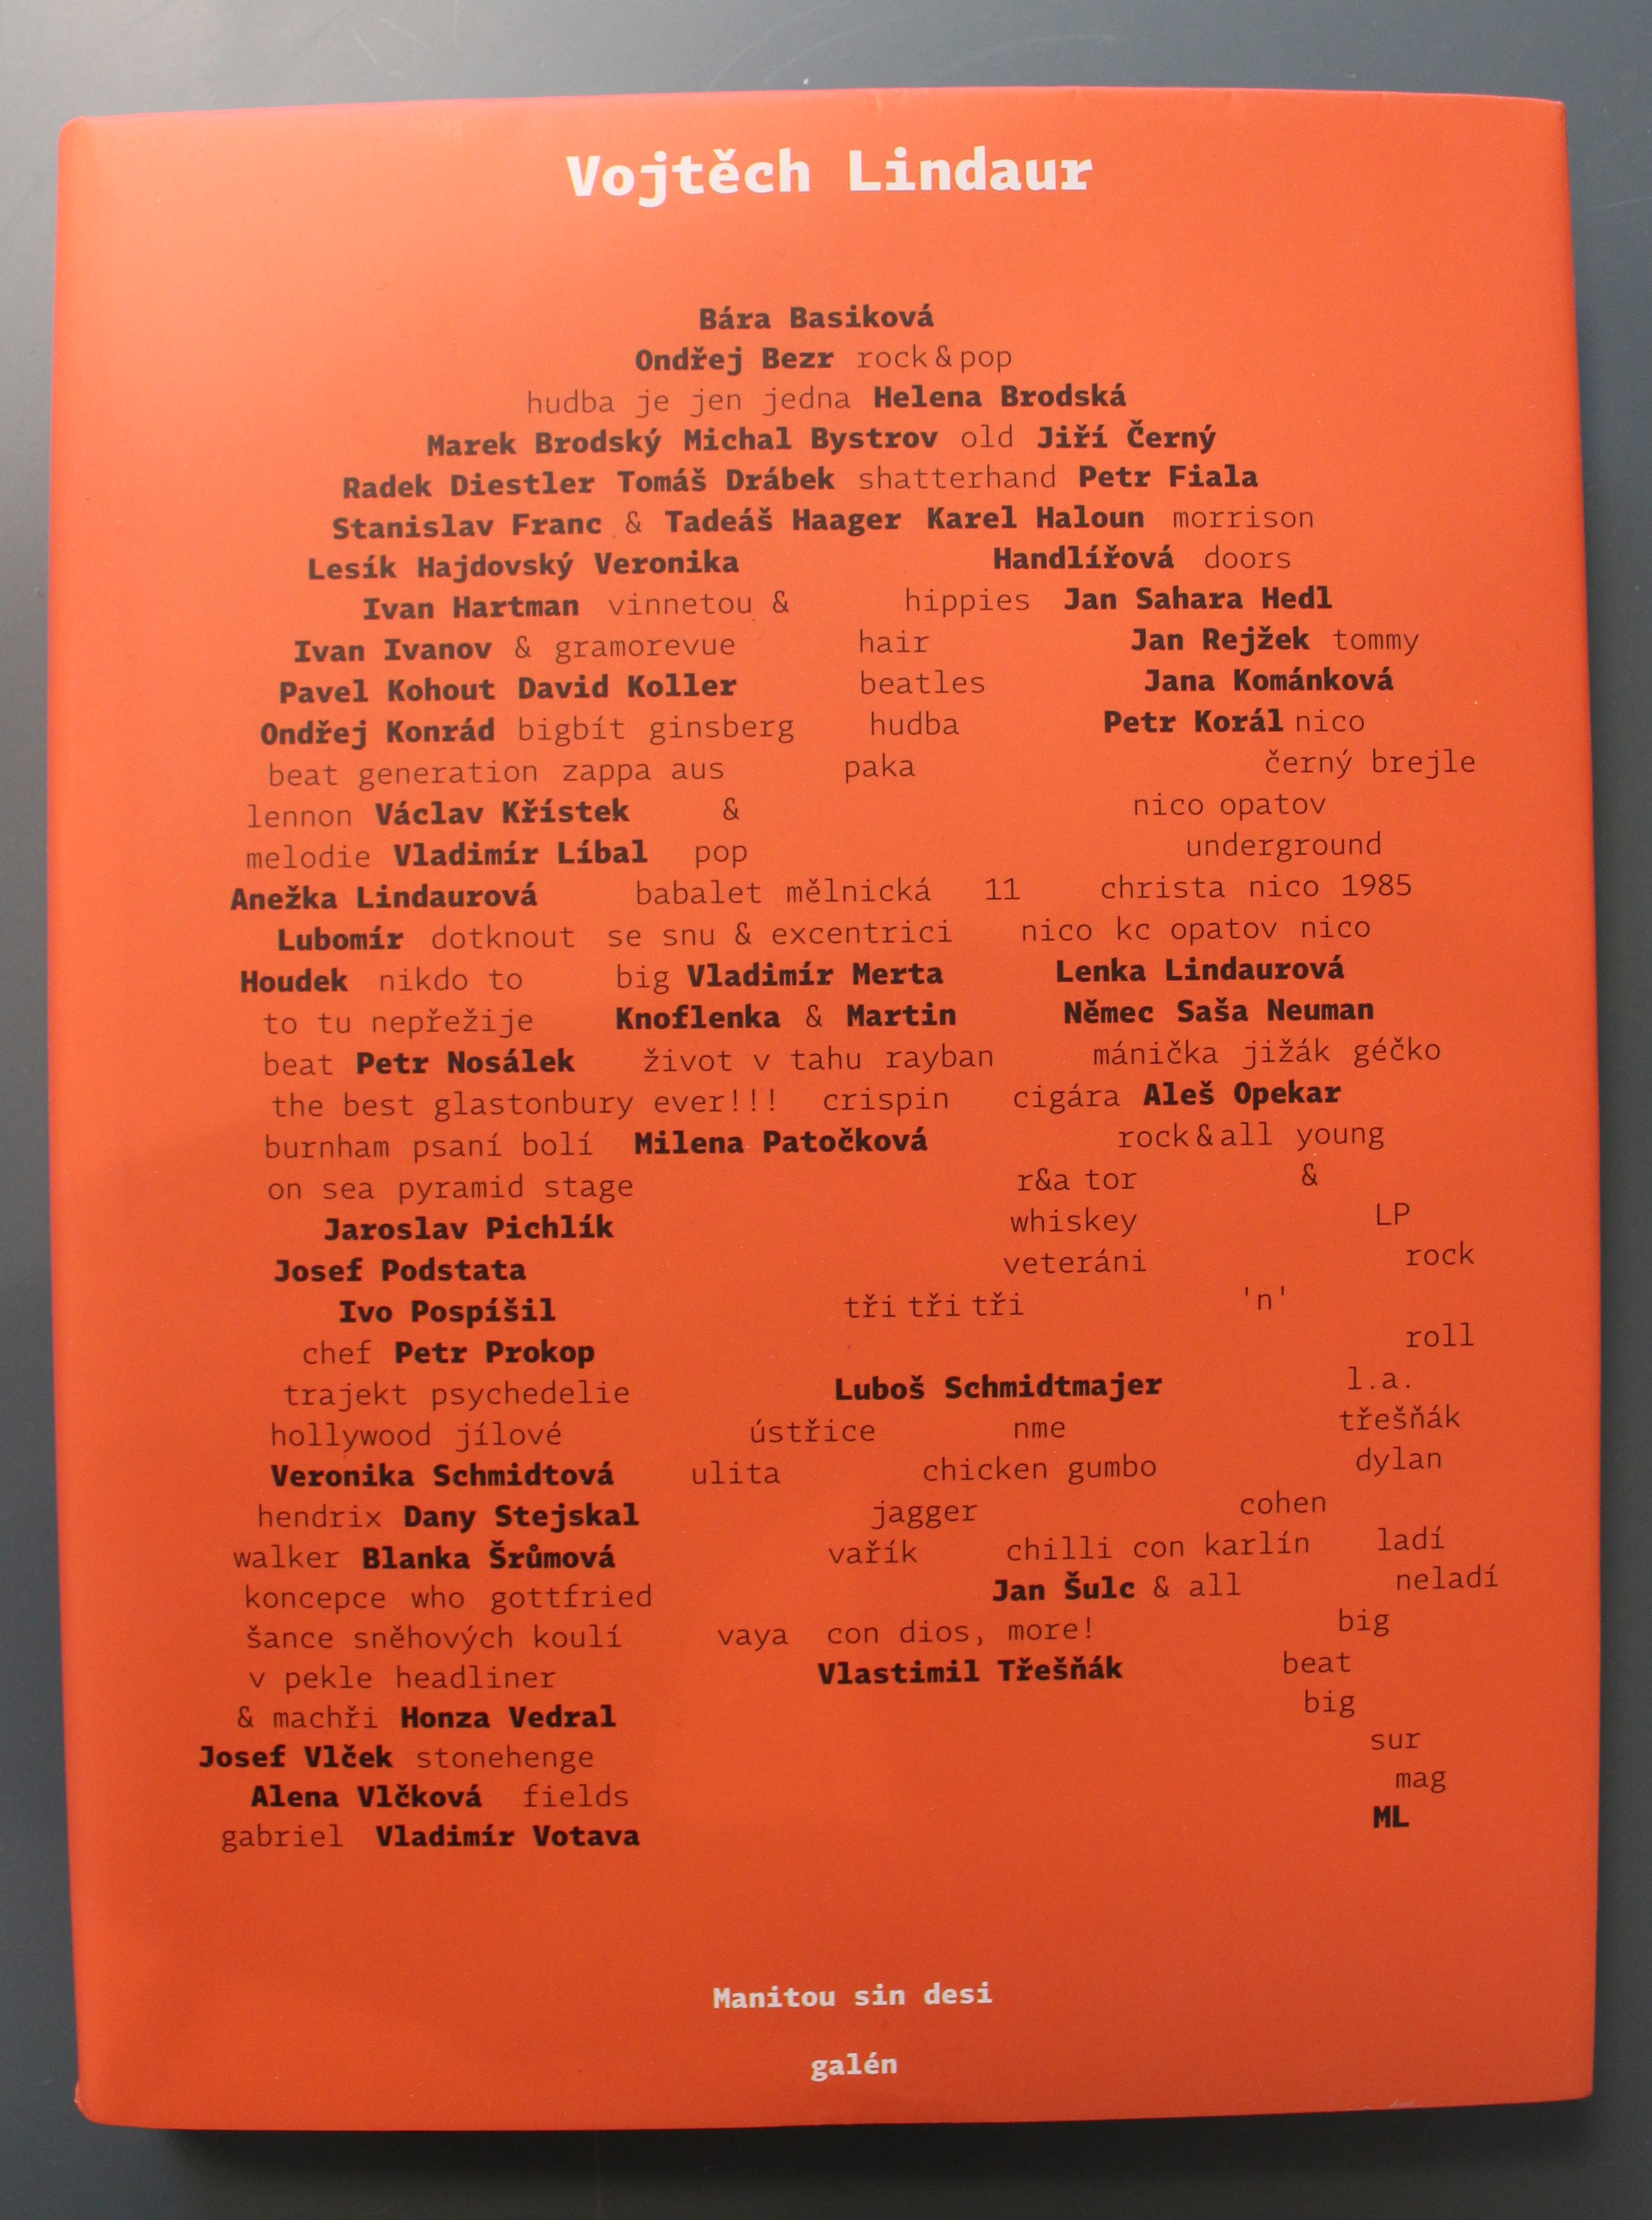 Vojtěch Lindaur
Bára Basiková
Ondřej Bezr rock & pop
hudba je jen jedna Helena Brodská
Marek Brodský Michal Bystrov old Jiří Černý
Radek Diestler Tomáš Drábek shatterhand Petr Fiala
Stanislav Franc & Tadeáš Haager Karel Haloun morrison
Lesík Hajdovský Veronika Handlířová doors
Ivan Hartman vinnetou & hippies Jan Sahara Hedl
Ivan Ivanov & gramorevue hair Jan Rejžek tommy
Pavel Kohout David Koller beatles Jana Kománková
Ondřej Konrád bigbít ginsberg hudba Petr Korál nico
beat generation zappa aus paka černý brejle
lennon Václav Křístek & nico opatov
melodie Vladimír Líbal pop underground
Anežka Lindaurová babalet mělnická 11 christa nico 1985
Lubomír dotknout se snu & excentrici nico kc opatov nico
Houdek nikdo to big Vladimír Merta Lenka Lindaurová
to tu nepřežije Knoflenka & Martin Němec Saša Neuman
beat Petr Nosálek život v tahu rayban mánička jižák géčko
the best glastonbury ever!!! crispin cigára Aleš Opekar
burnham psaní bolí Milena Patočková rock & all young
on sea pyramid stage r&a tor &
Jaroslav Pichlík whiskey LP
Josef Podstata veteráni rock
Ivo Pospíšil tři tři tři 'n'
chef Petr Prokop roll
trajekt psychedelie Luboš Schmidtmajer l.a.
hollywood jílové ústřice nme třešňák
Veronika Schmidtová ulita chicken gumbo dylan
hendrix Dany Stejskal jagger cohen
walker Blanka Šrůmová vařík chilli con karlín ladí
koncepce who gottfried Jan Šulc & all neladí
šance sněhových koulí vaya con dios, more! big
v pekle headliner Vlastimil Třešňák beat
& machři Honza Vedral big
Josef Vlček stonehenge sur
Alena Vlčková fields mag
gabriel Vladimír Votava ML
Manitou sin desi
galén